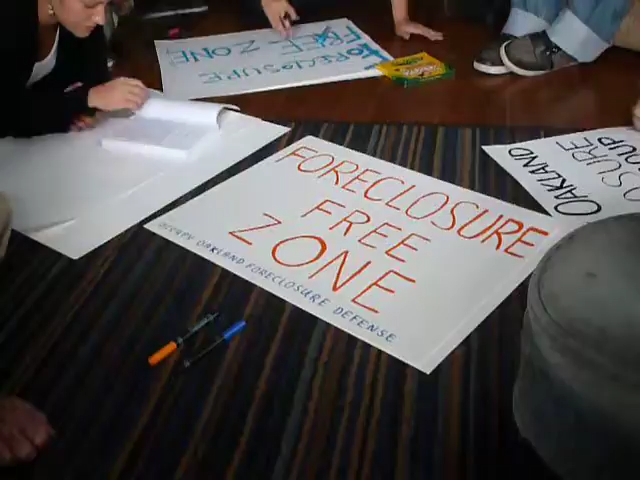 FORECLOSURE
FREE ZONE
FORECLOSURE
FREE
ZONE
OCCUPY OAKLAND FORECLOSURE DEFENSE
OAKLAND